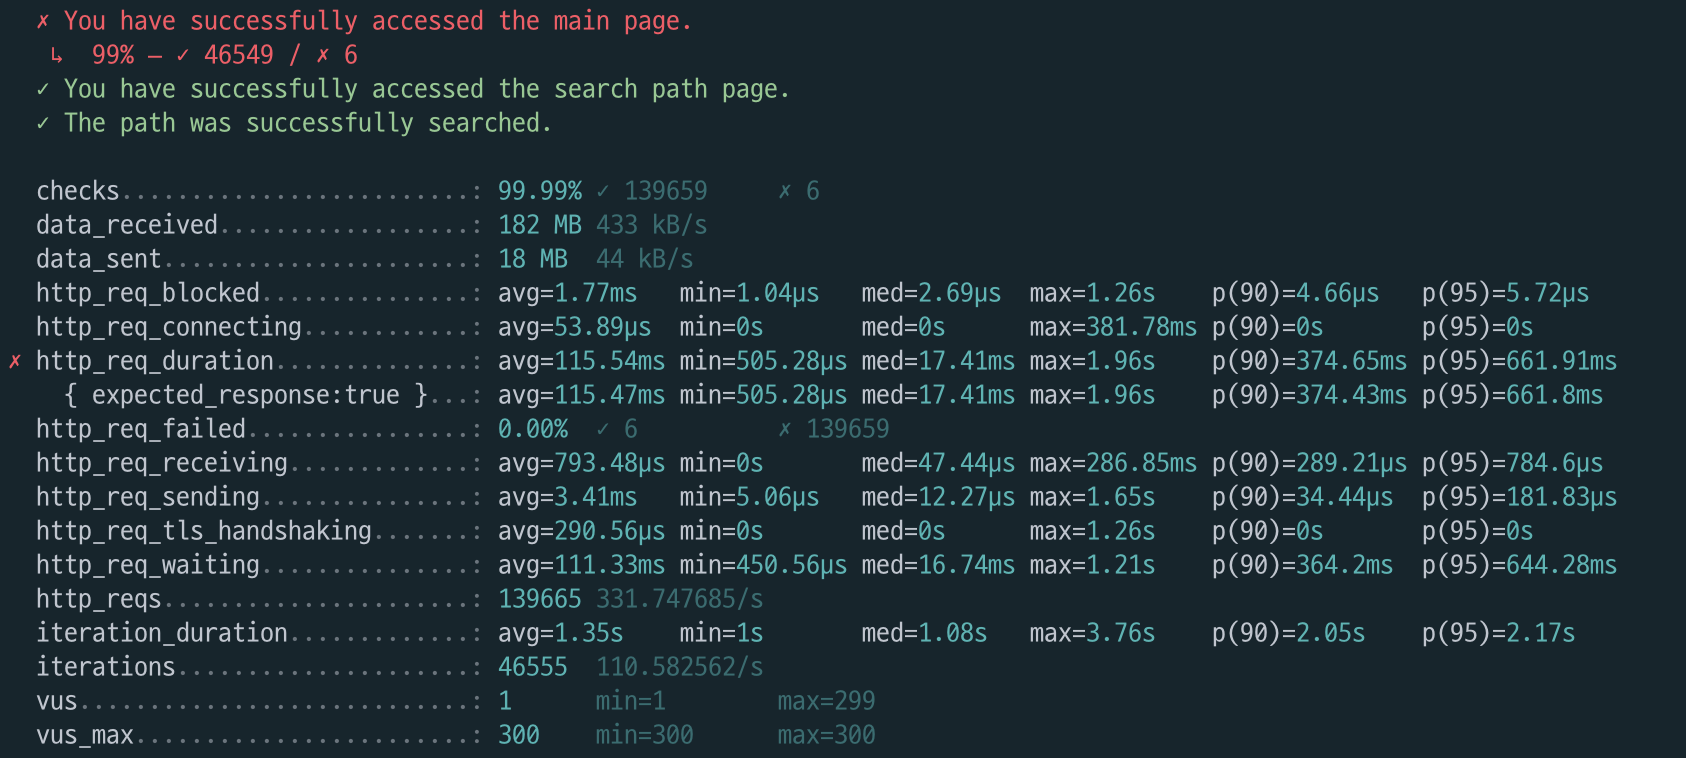 ✗ You have successfully accessed the main page.
↳  99% — ✓ 46549 / ✗ 6
✓ You have successfully accessed the search path page.
✓ The path was successfully searched.
checks.........................: 99.99% ✓ 139659     ✗ 6
data_received..................: 182 MB 433 kB/s
data_sent......................: 18 MB  44 kB/s
http_req_blocked...............: avg=1.77ms   min=1.04µs   med=2.69µs  max=1.26s    p(90)=4.66µs   p(95)=5.72µs
http_req_connecting............: avg=53.89µs  min=0s       med=0s      max=381.78ms p(90)=0s       p(95)=0s
✗ http_req_duration..............: avg=115.54ms min=505.28µs med=17.41ms max=1.96s    p(90)=374.65ms p(95)=661.91ms
{ expected_response:true }...: avg=115.47ms min=505.28µs med=17.41ms max=1.96s    p(90)=374.43ms p(95)=661.8ms
http_req_failed................: 0.00%  ✓ 6          ✗ 139659
http_req_receiving.............: avg=793.48µs min=0s       med=47.44µs max=286.85ms p(90)=289.21µs p(95)=784.6µs
http_req_sending...............: avg=3.41ms   min=5.06µs   med=12.27µs max=1.65s    p(90)=34.44µs  p(95)=181.83µs
http_req_tls_handshaking.......: avg=290.56µs min=0s       med=0s      max=1.26s    p(90)=0s       p(95)=0s
http_req_waiting...............: avg=111.33ms min=450.56µs med=16.74ms max=1.21s    p(90)=364.2ms  p(95)=644.28ms
http_reqs......................: 139665 331.747685/s
iteration_duration.............: avg=1.35s    min=1s       med=1.08s   max=3.76s    p(90)=2.05s    p(95)=2.17s
iterations.....................: 46555  110.582562/s
vus............................: 1      min=1        max=299
vus_max........................: 300    min=300      max=300